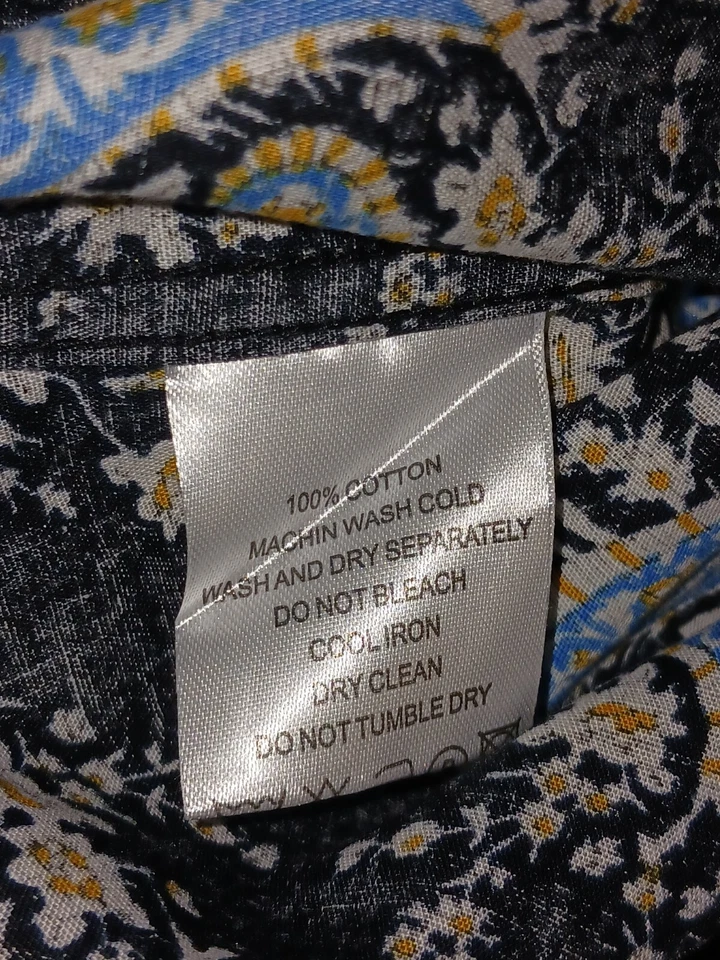 100% COTTON
MACHIN WASH COLD
WASH AND DRY SEPARATELY
DO NOT BLEACH
COOL IRON
DRY CLEAN
DO NOT TUMBLE DRY